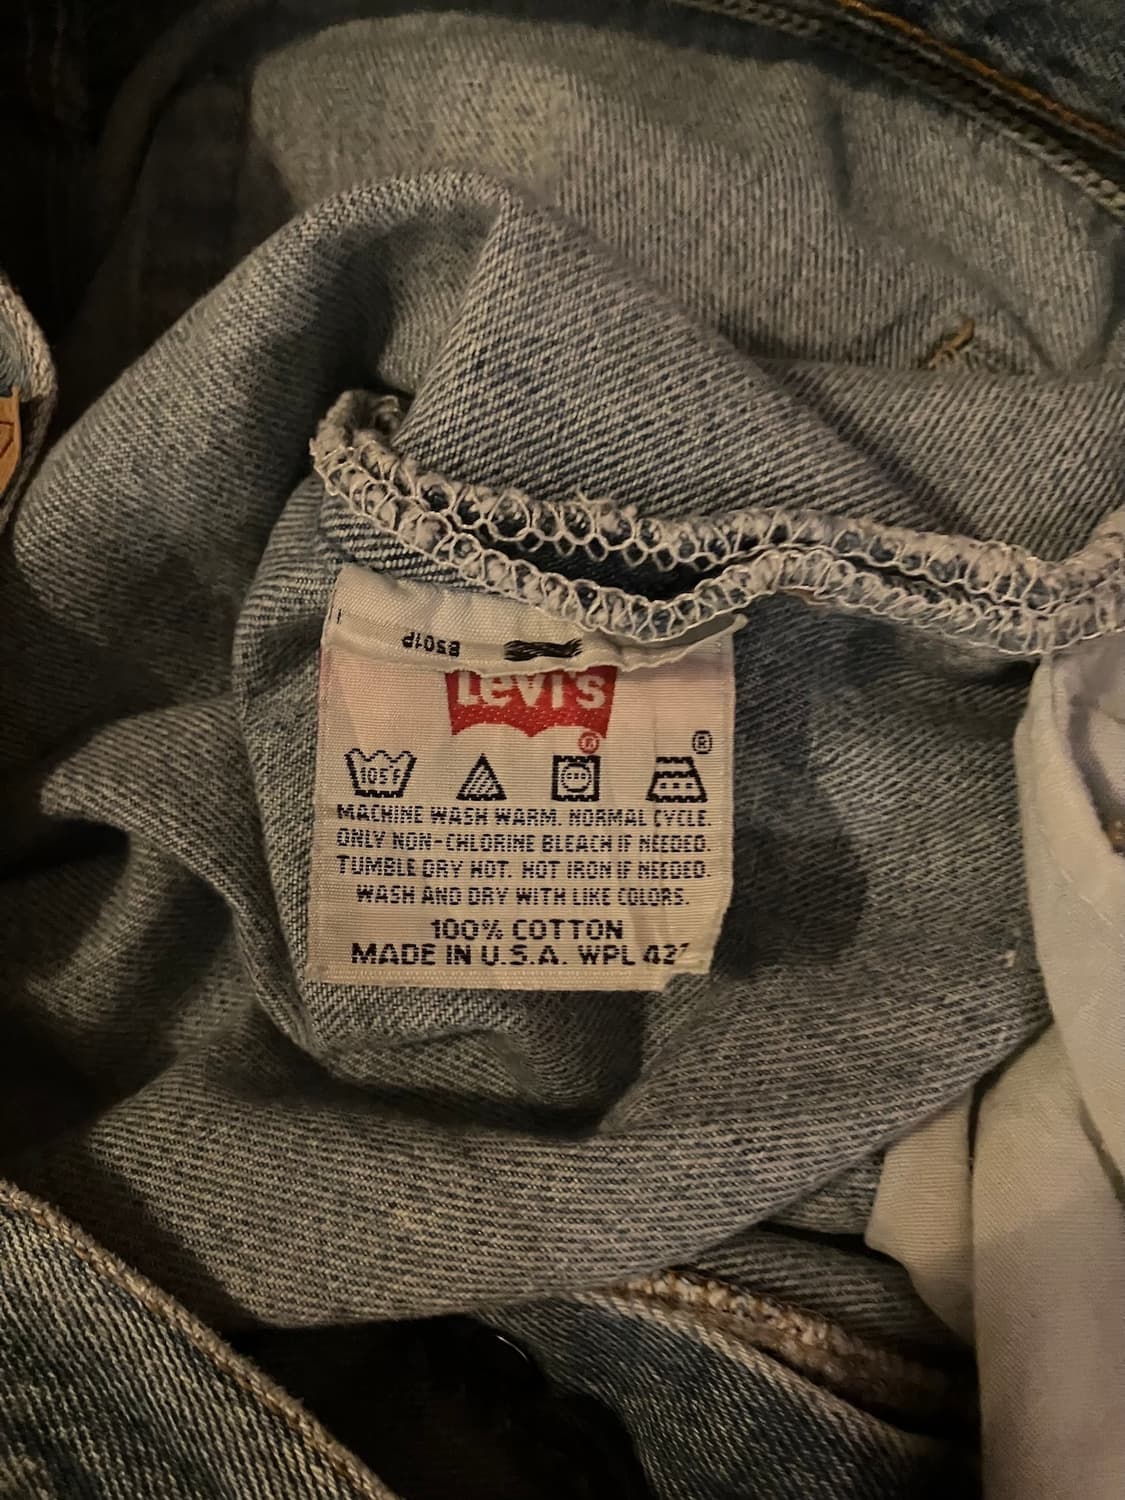 B501P
Levi's
®
®
105°F
MACHINE WASH WARM. NORMAL CYCLE.
ONLY NON-CHLORINE BLEACH IF NEEDED.
TUMBLE DRY HOT. HOT IRON IF NEEDED.
WASH AND DRY WITH LIKE COLORS.
100% COTTON
MADE IN U.S.A. WPL